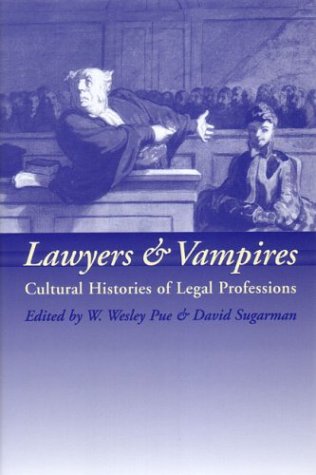 Lawyers & Vampires
Cultural Histories of Legal Professions
Edited by W. Wesley Pue & David Sugarman